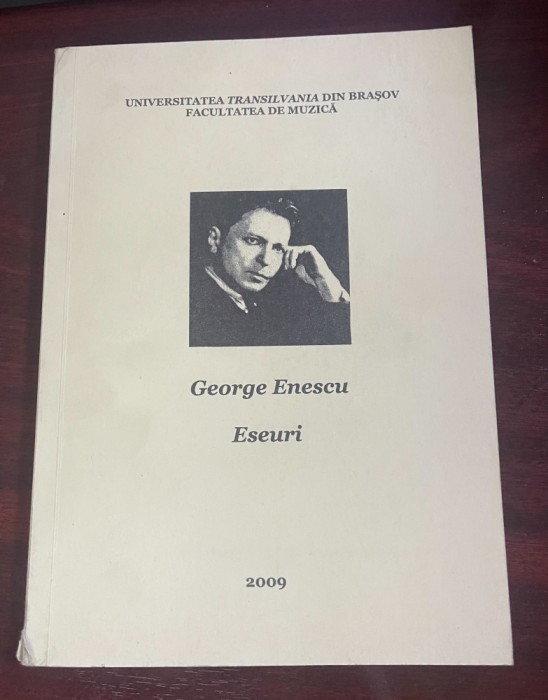 UNIVERSITATEA TRANSILVANIA DIN BRAŞOV
FACULTATEA DE MUZICĂ
George Enescu
Eseuri
2009